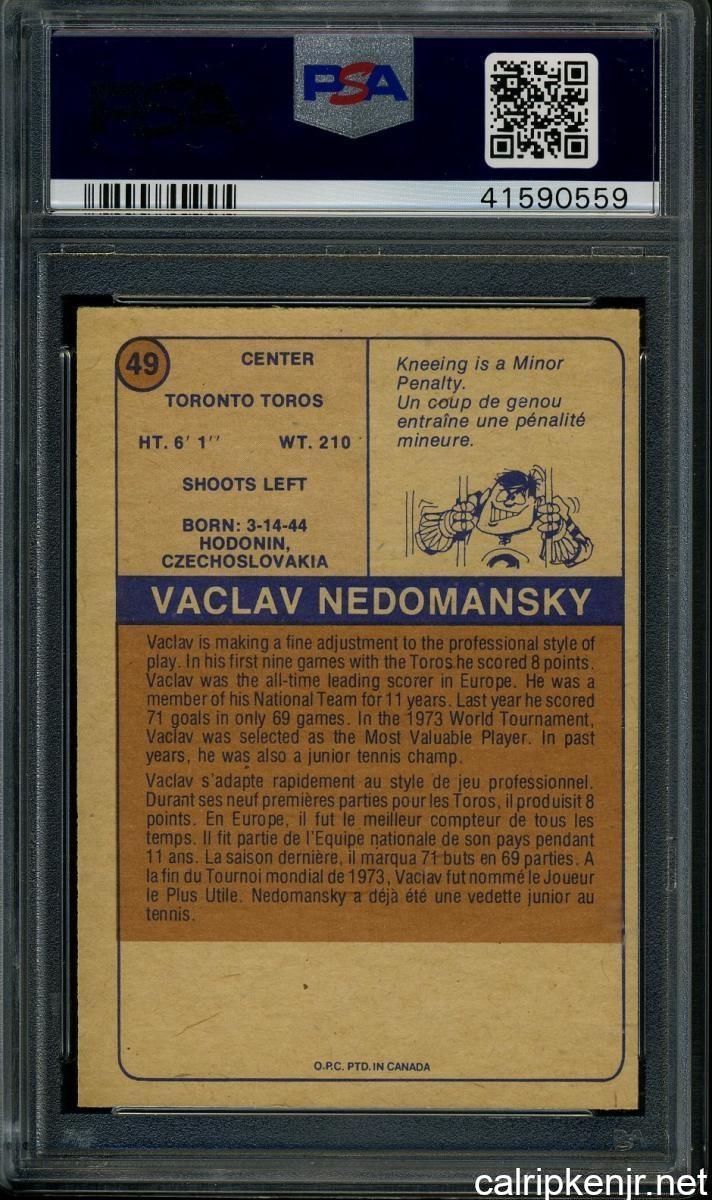 PSA
41590559
49
CENTER
TORONTO TOROS
HT. 6' 1'' WT. 210
SHOOTS LEFT
BORN: 3-14-44
HODONIN,
CZECHOSLOVAKIA
Kneeing is a Minor
Penalty.
Un coup de genou
entraîne une pénalité
mineure.
VACLAV NEDOMANSKY
Vaclav is making a fine adjustment to the professional style of
play. In his first nine games with the Toros he scored 8 points.
Vaclav was the all-time leading scorer in Europe. He was a
member of his National Team for 11 years. Last year he scored
71 goals in only 69 games. In the 1973 World Tournament,
Vaclav was selected as the Most Valuable Player. In past
years, he was also a junior tennis champ.
Vaclav s'adapte rapidement au style de jeu professionnel.
Durant ses neuf premières parties pour les Toros, il produisit 8
points. En Europe, il fut le meilleur compteur de tous les
temps. Il fit partie de l'Equipe nationale de son pays pendant
11 ans. La saison dernière, il marqua 71 buts en 69 parties. A
la fin du Tournoi mondial de 1973, Vaclav fut nommé le Joueur
le Plus Utile. Nedomansky a déjà été une vedette junior au
tennis.
O.P.C. PTD. IN CANADA
calripkenjr.net